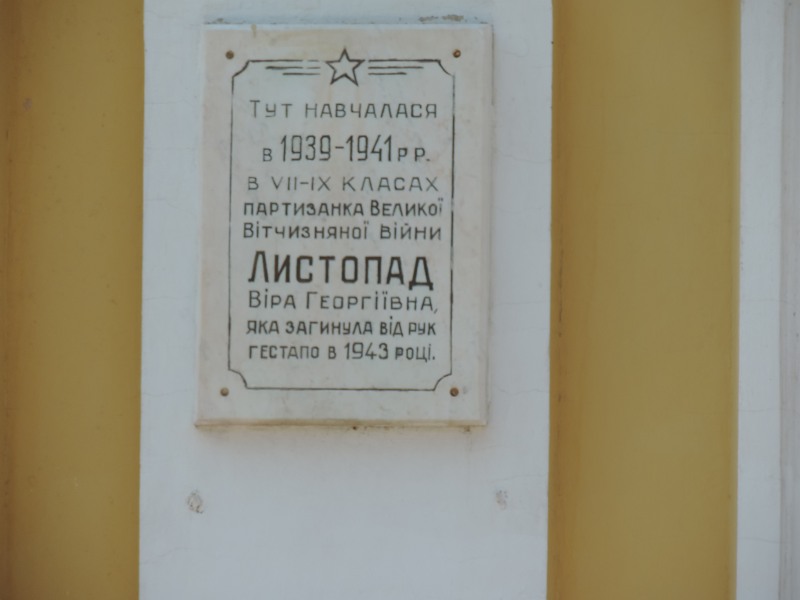 Тут навчалася
в 1939-1941 р р.
в VII-IX класах
партизанка Великої
Вітчизняної війни
Листопад
Віра Георгіївна,
яка загинула від рук
гестапо в 1943 році.